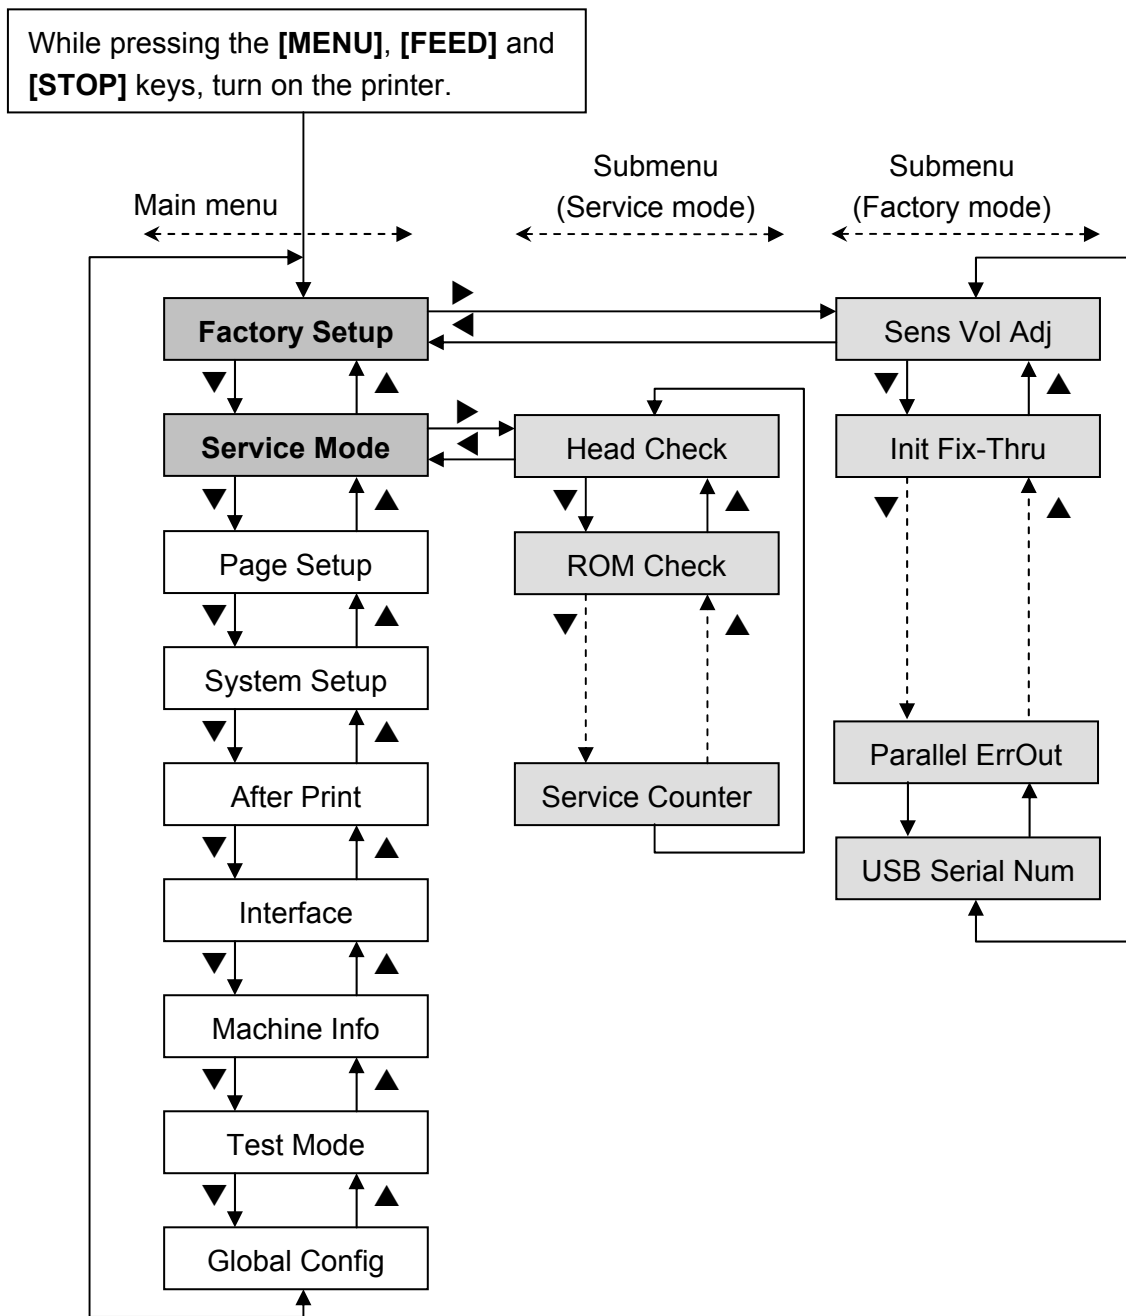 While pressing the [MENU], [FEED] and
[STOP] keys, turn on the printer.
Main menu
Submenu
(Service mode)
Submenu
(Factory mode)
Factory Setup
Sens Vol Adj
Service Mode
Head Check
Init Fix-Thru
Page Setup
ROM Check
System Setup
Parallel ErrOut
After Print
Service Counter
USB Serial Num
Interface
Machine Info
Test Mode
Global Config